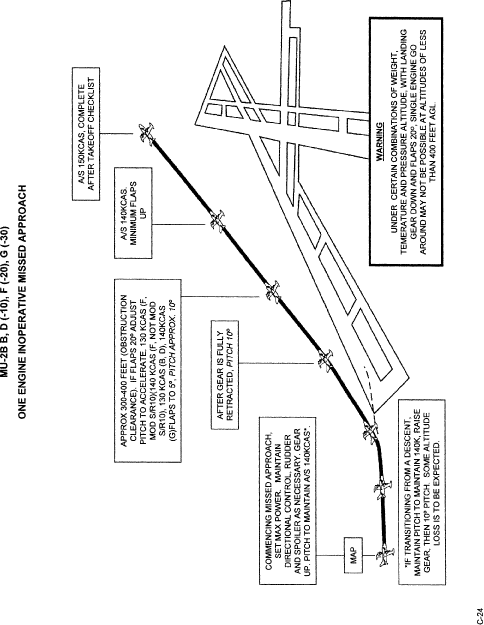 MU-2B B, D (-10), F (-20), G (-30)
ONE ENGINE INOPERATIVE MISSED APPROACH
A/S 150KCAS, COMPLETE
AFTER TAKEOFF CHECKLIST
A/S 140KCAS,
MINIMUM FLAPS
UP
APPROX 300-400 FEET (OBSTRUCTION
CLEARANCE). IF FLAPS 20º ADJUST
PITCH TO ACCELERATE. 130 KCAS (F,
MOD S/R10)(140 KCAS (F, NOT MOD
S/R10), 130 KCAS (B, D), 140KCAS
(G)FLAPS TO 5º, PITCH APPROX. 10º
AFTER GEAR IS FULLY
RETRACTED, PITCH 10º
COMMENCING MISSED APPROACH,
SET MAX POWER. MAINTAIN
DIRECTIONAL CONTROL, RUDDER
AND SPOILER AS NECESSARY, GEAR
UP. PITCH TO MAINTAIN A/S 140KCAS*.
MAP
*IF TRANSITIONING FROM A DESCENT,
MAINTAIN PITCH TO MAINTAIN 140K, RAISE
GEAR, THEN 10º PITCH. SOME ALTITUDE
LOSS IS TO BE EXPECTED.
WARNING
UNDER CERTAIN COMBINATIONS OF WEIGHT,
TEMERATURE AND PRESSURE ALTITUDE, WITH LANDING
GEAR DOWN AND FLAPS 20º, SINGLE ENGINE GO
AROUND MAY NOT BE POSSIBLE AT ALTITUDES OF LESS
THAN 400 FEET AGL.
C-24